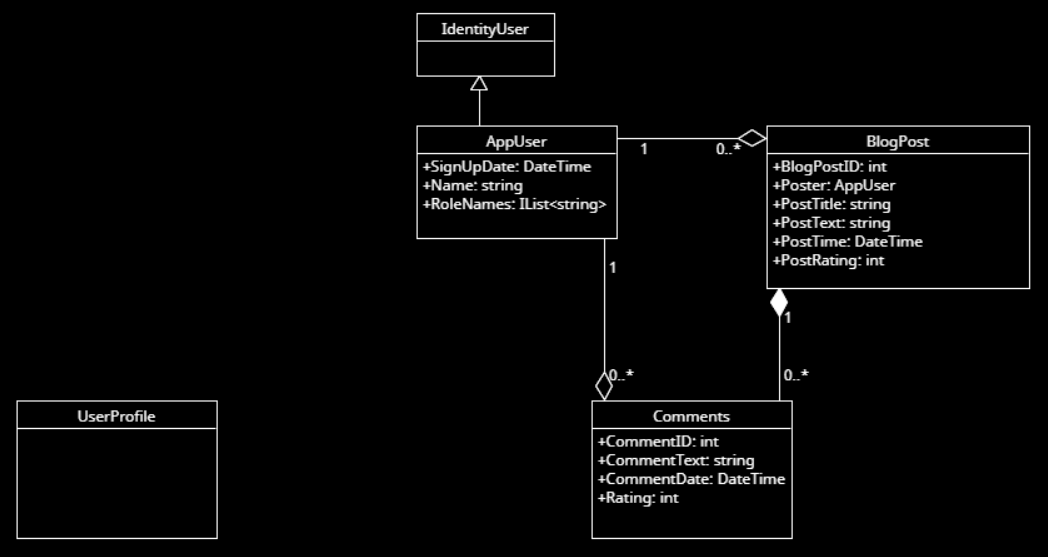 IdentityUser
AppUser
+SignUpDate: DateTime
+Name: string
+RoleNames: IList<string>
1
0..*
BlogPost
+BlogPostID: int
+Poster: AppUser
+PostTitle: string
+PostText: string
+PostTime: DateTime
+PostRating: int
1
0..*
1
0..*
UserProfile
Comments
+CommentID: int
+CommentText: string
+CommentDate: DateTime
+Rating: int